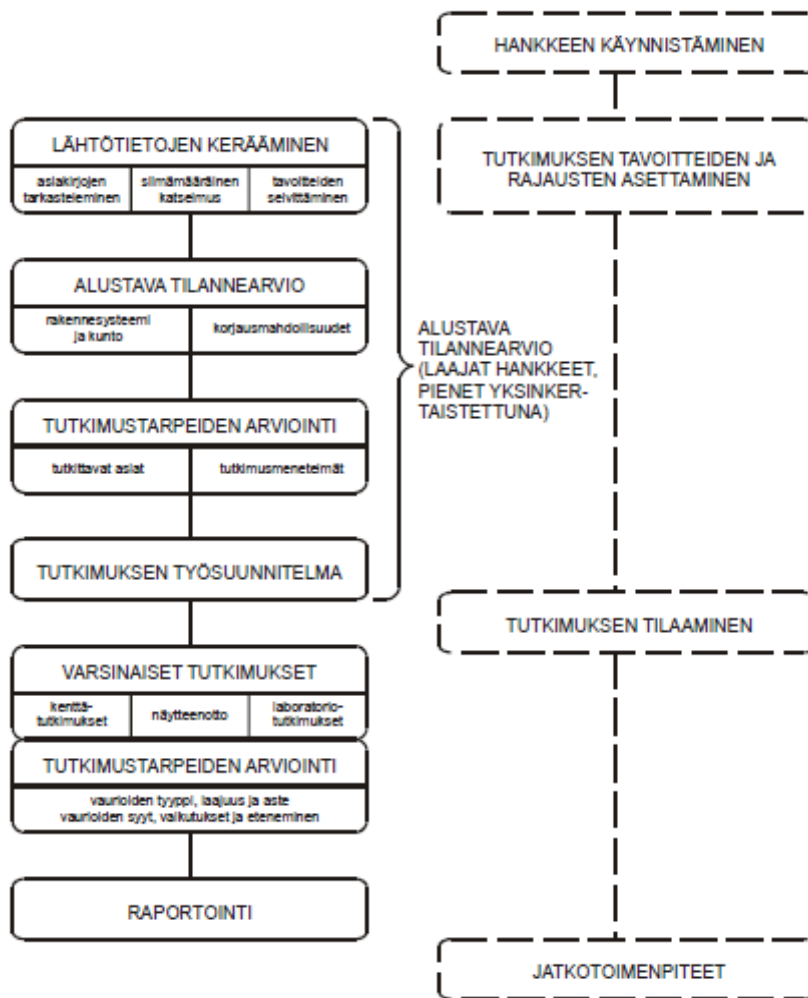 HANKKEEN KÄYNNISTÄMINEN
LÄHTÖTIETOJEN KERÄÄMINEN
asiakirjojen
tarkasteleminen
silmämääräinen
katselmus
tavoitteiden
selvittäminen
TUTKIMUKSEN TAVOITTEIDEN JA
RAJAUSTEN ASETTAMINEN
ALUSTAVA TILANNEARVIO
rakennesysteemi
ja kunto
korjausmahdollisuudet
ALUSTAVA
TILANNEARVIO
(LAAJAT HANKKEET,
PIENET YKSINKER-
TAISTETTUNA)
TUTKIMUSTARPEIDEN ARVIOINTI
tutkittavat asiat
tutkimusmenetelmät
TUTKIMUKSEN TYÖSUUNNITELMA
TUTKIMUKSEN TILAAMINEN
VARSINAISET TUTKIMUKSET
kenttä-
tutkimukset
näytteenotto
laboratorio-
tutkimukset
TUTKIMUSTARPEIDEN ARVIOINTI
vaurioiden tyyppi, laajuus ja aste
vaurioiden syyt, vaikutukset ja eteneminen
RAPORTOINTI
JATKOTOIMENPITEET